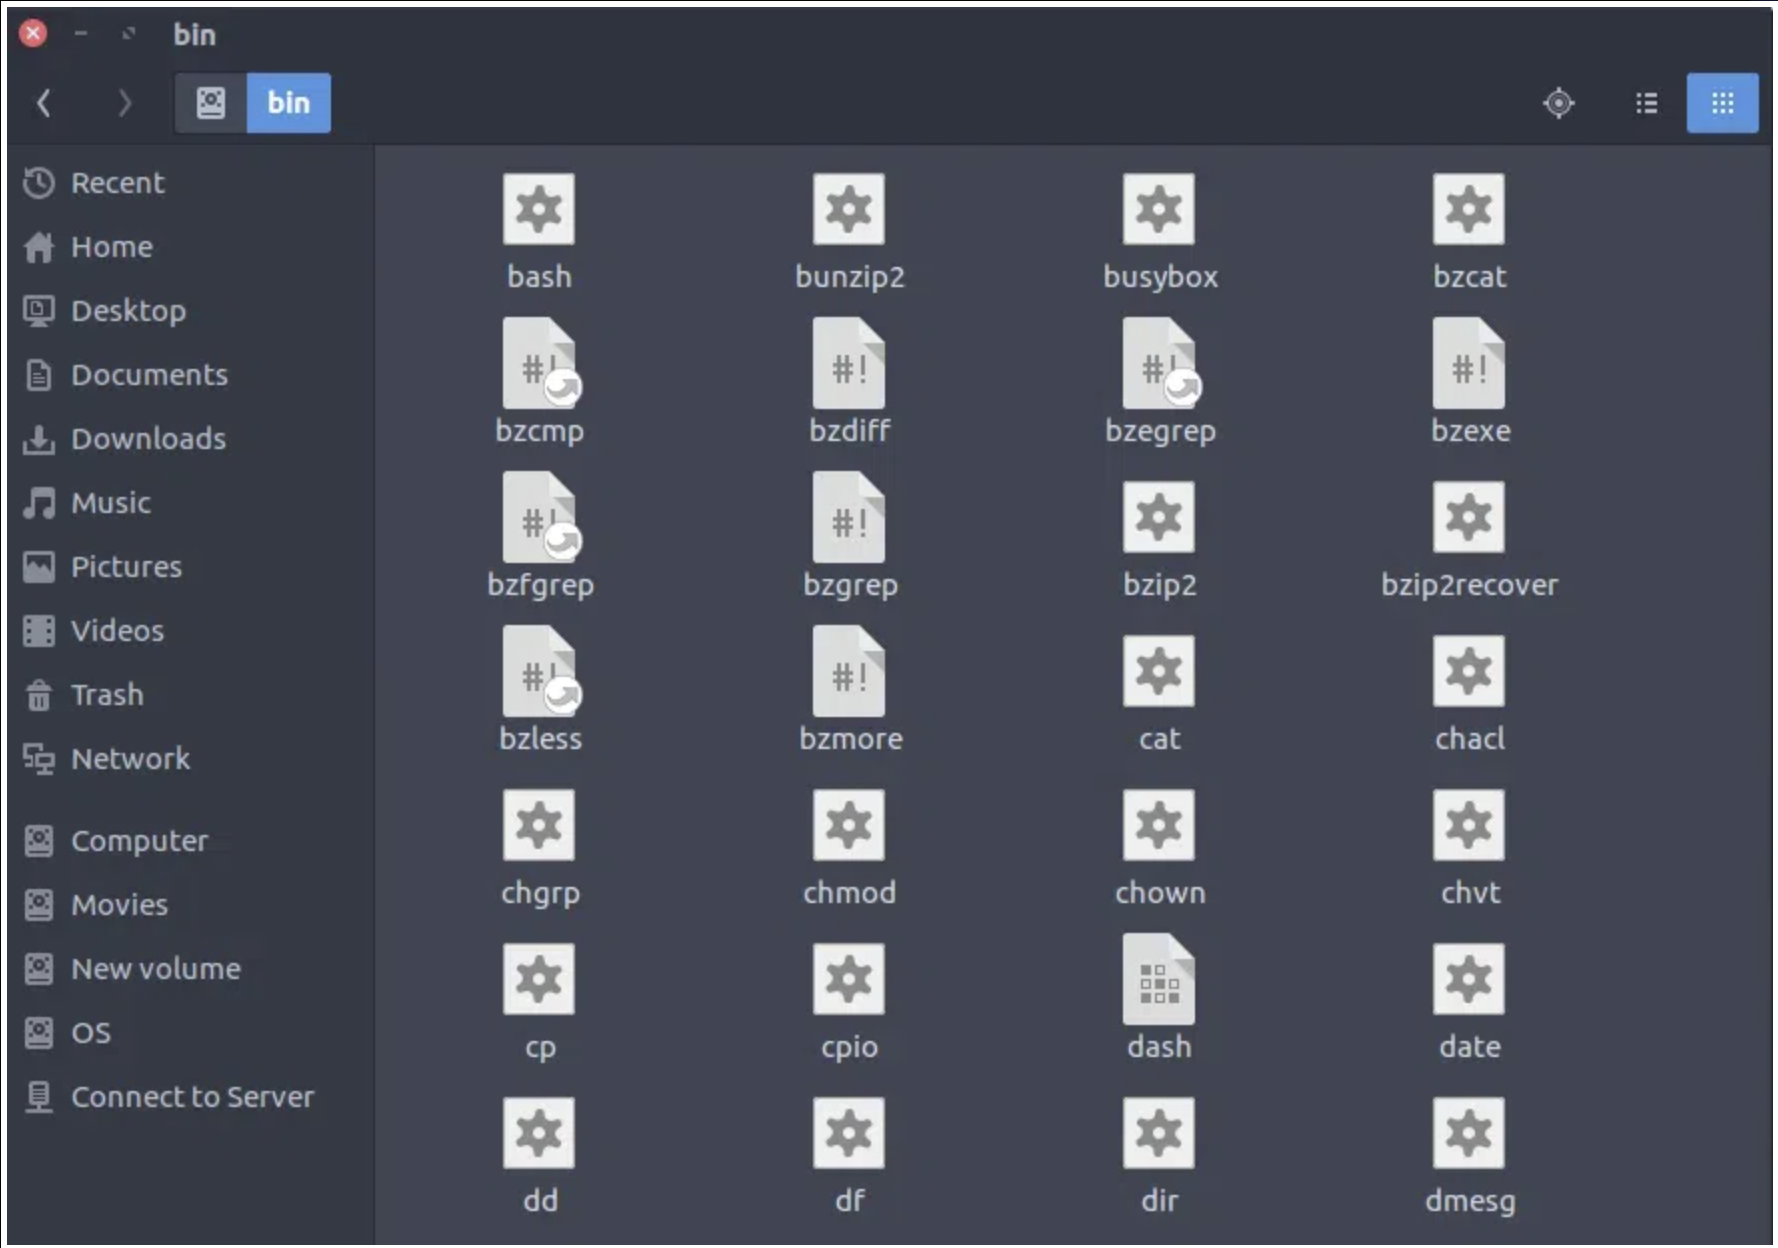 bin
bin
Recent
Home
Desktop
Documents
Downloads
Music
Pictures
Videos
Trash
Network
Computer
Movies
New volume
OS
Connect to Server
bash bunzip2 busybox bzcat
#! #! #! #!
bzcmp bzdiff bzegrep bzexe
#! #!
bzfgrep bzgrep bzip2 bzip2recover
#! #!
bzless bzmore cat chacl
chgrp chmod chown chvt
cp cpio dash date
dd df dir dmesg